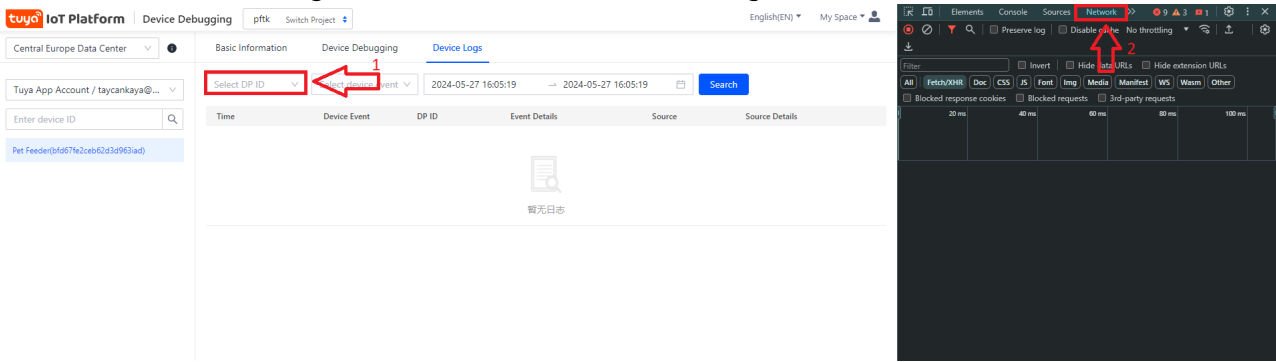 tuya IoT Platform Device Debugging pftk Switch Project English(EN) My Space
Central Europe Data Center
Basic Information Device Debugging Device Logs
1
Tuya App Account / taycankaya@...
Select DP ID Select device event 2024-05-27 16:05:19 → 2024-05-27 16:05:19 Search
Enter device ID
Time Device Event DP ID Event Details Source Source Details
Pet Feeder(bfd67fe2ceb62d3d963iad)
暂无日志
Elements Console Sources Network 9 3 1
Preserve log Disable cache No throttling
2
Filter Invert Hide data URLs Hide extension URLs
All Fetch/XHR Doc CSS JS Font Img Media Manifest WS Wasm Other
Blocked response cookies Blocked requests 3rd-party requests
20 ms 40 ms 60 ms 80 ms 100 ms